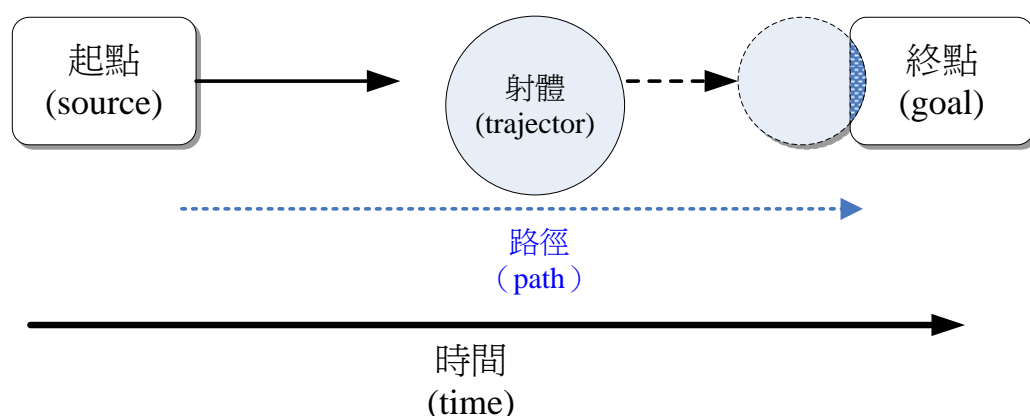 起點
(source)
射體
(trajector)
終點
(goal)
路徑
（path）
時間
(time)